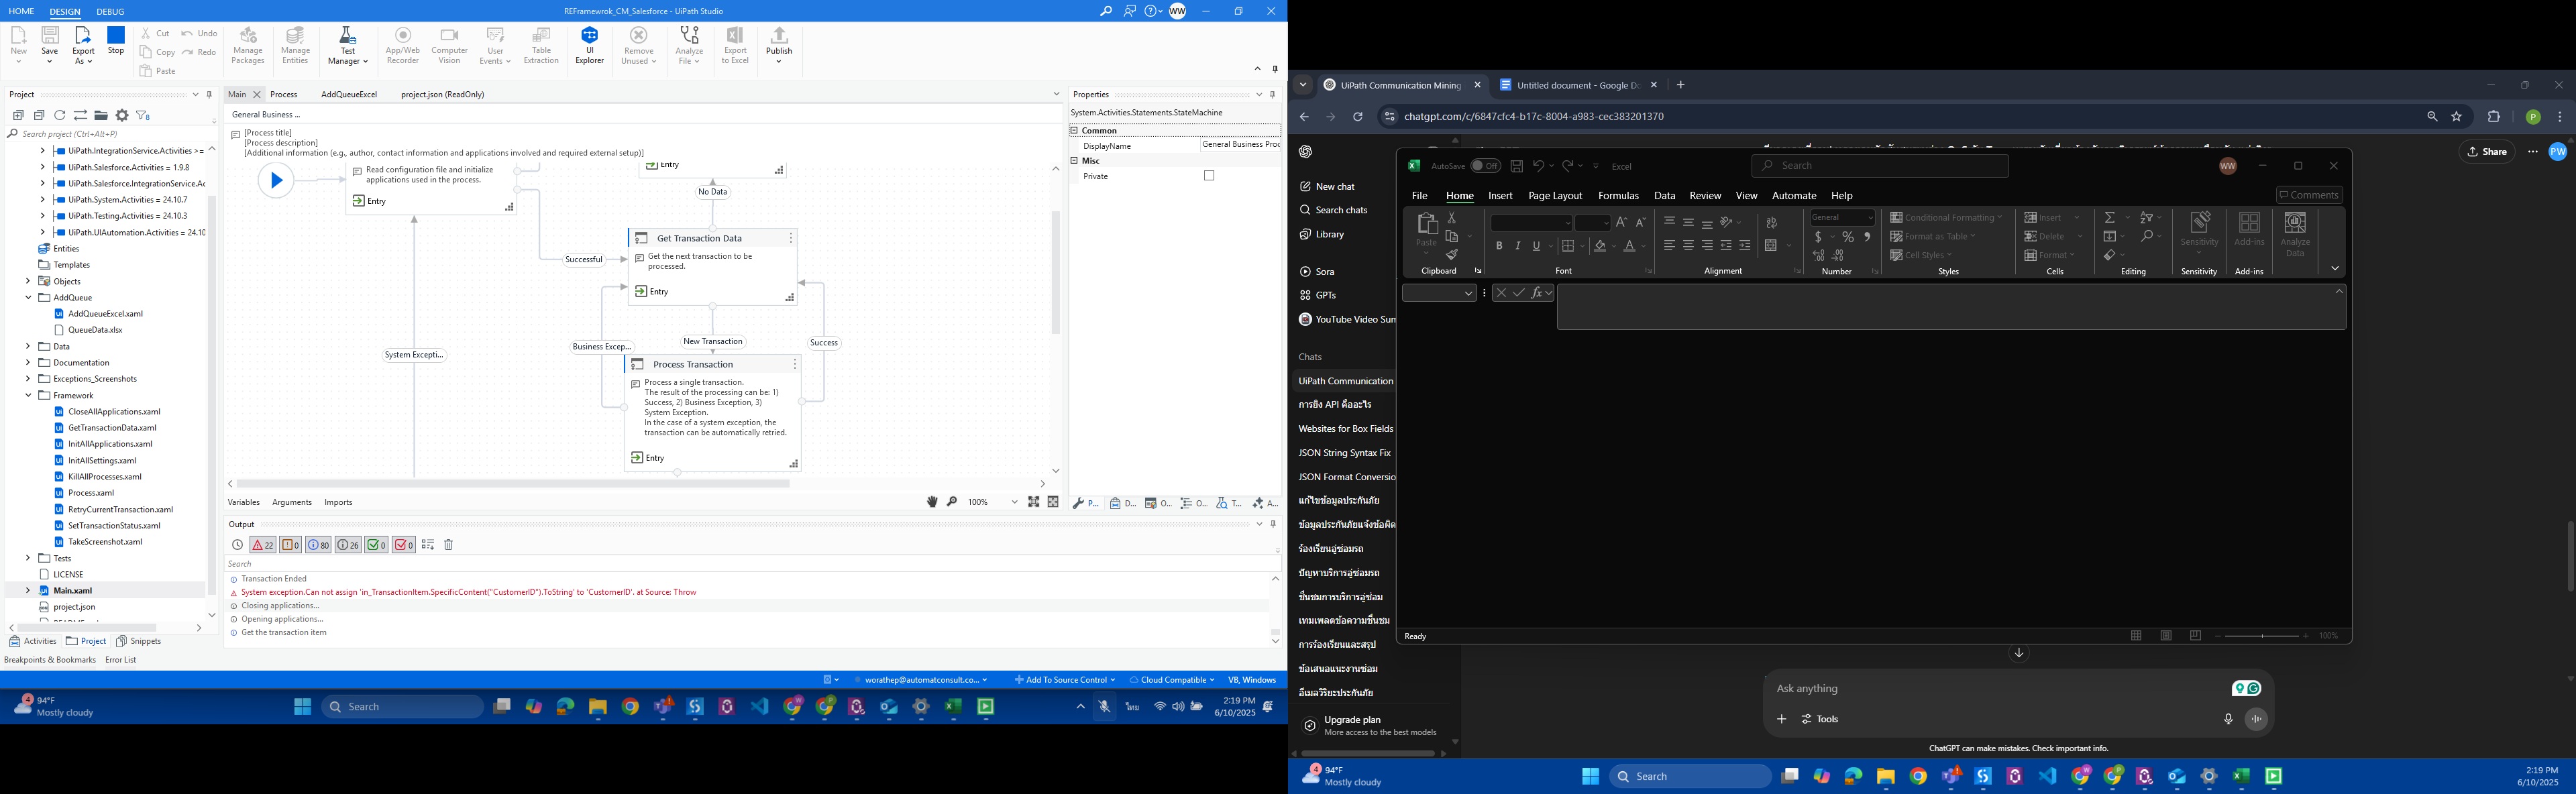 HOME DESIGN DEBUG
REFramewrok_CM_Salesforce - UiPath Studio
WW
New Save Export As Stop
Cut Undo
Copy Redo
Paste
Manage Packages
Manage Entities
Test Manager
App/Web Recorder
Computer Vision
User Events
Table Extraction
UI Explorer
Remove Unused
Analyze File
Export to Excel
Publish
Project
Search project (Ctrl+Alt+P)
UiPath.IntegrationService.Activities >=
UiPath.Salesforce.Activities = 1.9.8
UiPath.Salesforce.IntegrationService.Ac
UiPath.System.Activities = 24.10.7
UiPath.Testing.Activities = 24.10.3
UiPath.UIAutomation.Activities = 24.10
Entities
Templates
Objects
AddQueue
AddQueueExcel.xaml
QueueData.xlsx
Data
Documentation
Exceptions_Screenshots
Framework
CloseAllApplications.xaml
GetTransactionData.xaml
InitAllApplications.xaml
InitAllSettings.xaml
KillAllProcesses.xaml
Process.xaml
RetryCurrentTransaction.xaml
SetTransactionStatus.xaml
TakeScreenshot.xaml
Tests
LICENSE
Main.xaml
project.json
Activities Project Snippets
Breakpoints & Bookmarks Error List
Main Process AddQueueExcel project.json (ReadOnly)
General Business ...
[Process title]
[Process description]
[Additional information (e.g., author, contact information and applications involved and required external setup)]
Read configuration file and initialize
applications used in the process.
Entry
Entry
No Data
Get Transaction Data
Get the next transaction to be
processed.
Entry
Successful
System Excepti...
Business Excep...
New Transaction
Success
Process Transaction
Process a single transaction.
The result of the processing can be: 1)
Success, 2) Business Exception, 3)
System Exception.
In the case of a system exception, the
transaction can be automatically retried.
Entry
Variables Arguments Imports
100%
Properties
System.Activities.Statements.StateMachine
Common
DisplayName General Business Proc
Misc
Private
P... D... O... O... T... A...
Output
22 0 80 26 0 0
Search
Transaction Ended
System exception.Can not assign 'in_TransactionItem.SpecificContent("CustomerID").ToString' to 'CustomerID'. at Source: Throw
Closing applications...
Opening applications...
Get the transaction item
worathep@automatconsult.co... Add To Source Control Cloud Compatible VB, Windows
4
94°F
Mostly cloudy
Search
ไทย
2:19 PM
6/10/2025
UiPath Communication Mining
Untitled document - Google Do
chatgpt.com/c/6847cfc4-b17c-8004-a983-cec383201370
P
New chat
Search chats
Library
Sora
GPTs
YouTube Video Sum
Chats
UiPath Communication
การยิง API คืออะไร
Websites for Box Fields
JSON String Syntax Fix
JSON Format Conversio
แก้ไขข้อมูลประกันภัย
ข้อมูลประกันภัยแจ้งข้อผิด
ร้องเรียนอู่ซ่อมรถ
ปัญหาบริการอู่ซ่อมรถ
ชื่นชมการบริการอู่ซ่อม
เทมเพลตข้อความชื่นชม
การร้องเรียนและสรุป
ข้อเสนอแนะงานซ่อม
อีเมลวิริยะประกันภัย
Upgrade plan
More access to the best models
Share
PW
AutoSave Off
Excel
Search
WW
File Home Insert Page Layout Formulas Data Review View Automate Help
Comments
Paste
Clipboard
B I U
Font
Alignment
General
Number
Conditional Formatting
Format as Table
Cell Styles
Styles
Insert
Delete
Format
Cells
Editing
Sensitivity
Sensitivity
Add-ins
Add-ins
Analyze Data
fx
Ready
100%
Ask anything
Tools
ChatGPT can make mistakes. Check important info.
4
94°F
Mostly cloudy
Search
2:19 PM
6/10/2025